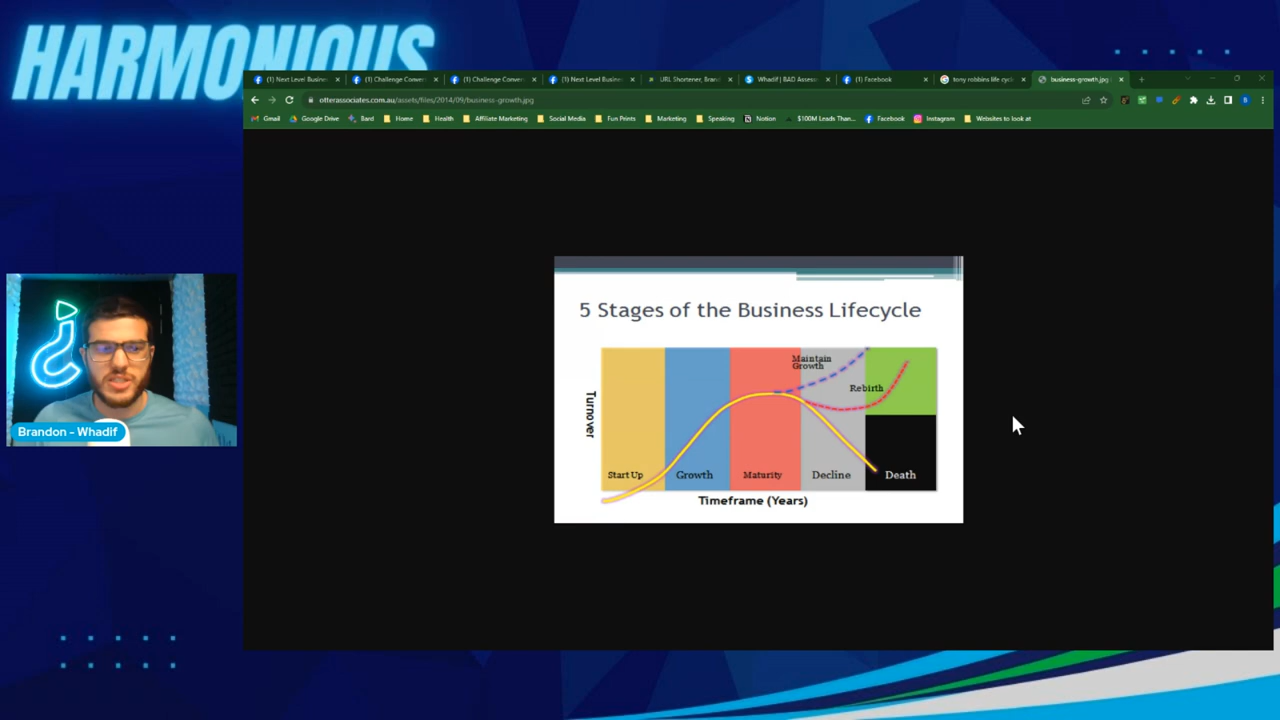 HARMONIOUS
(1) Next Level Busines
(1) Challenge Conver
(1) Challenge Conver
(1) Next Level Busines
URL Shortener, Brand
Whadif | BAD Assess
(1) Facebook
tony robbins life cycl
business-growth.jpg
otterassociates.com.au/assets/files/2014/09/business-growth.jpg
Gmail Google Drive Bard Home Health Affiliate Marketing Social Media Fun Prints Marketing Speaking Notion $100M Leads Than... Facebook Instagram Websites to look at
5 Stages of the Business Lifecycle
Maintain
Growth
Rebirth
Turnover
Start Up Growth Maturity Decline Death
Timeframe (Years)
Brandon - Whadif